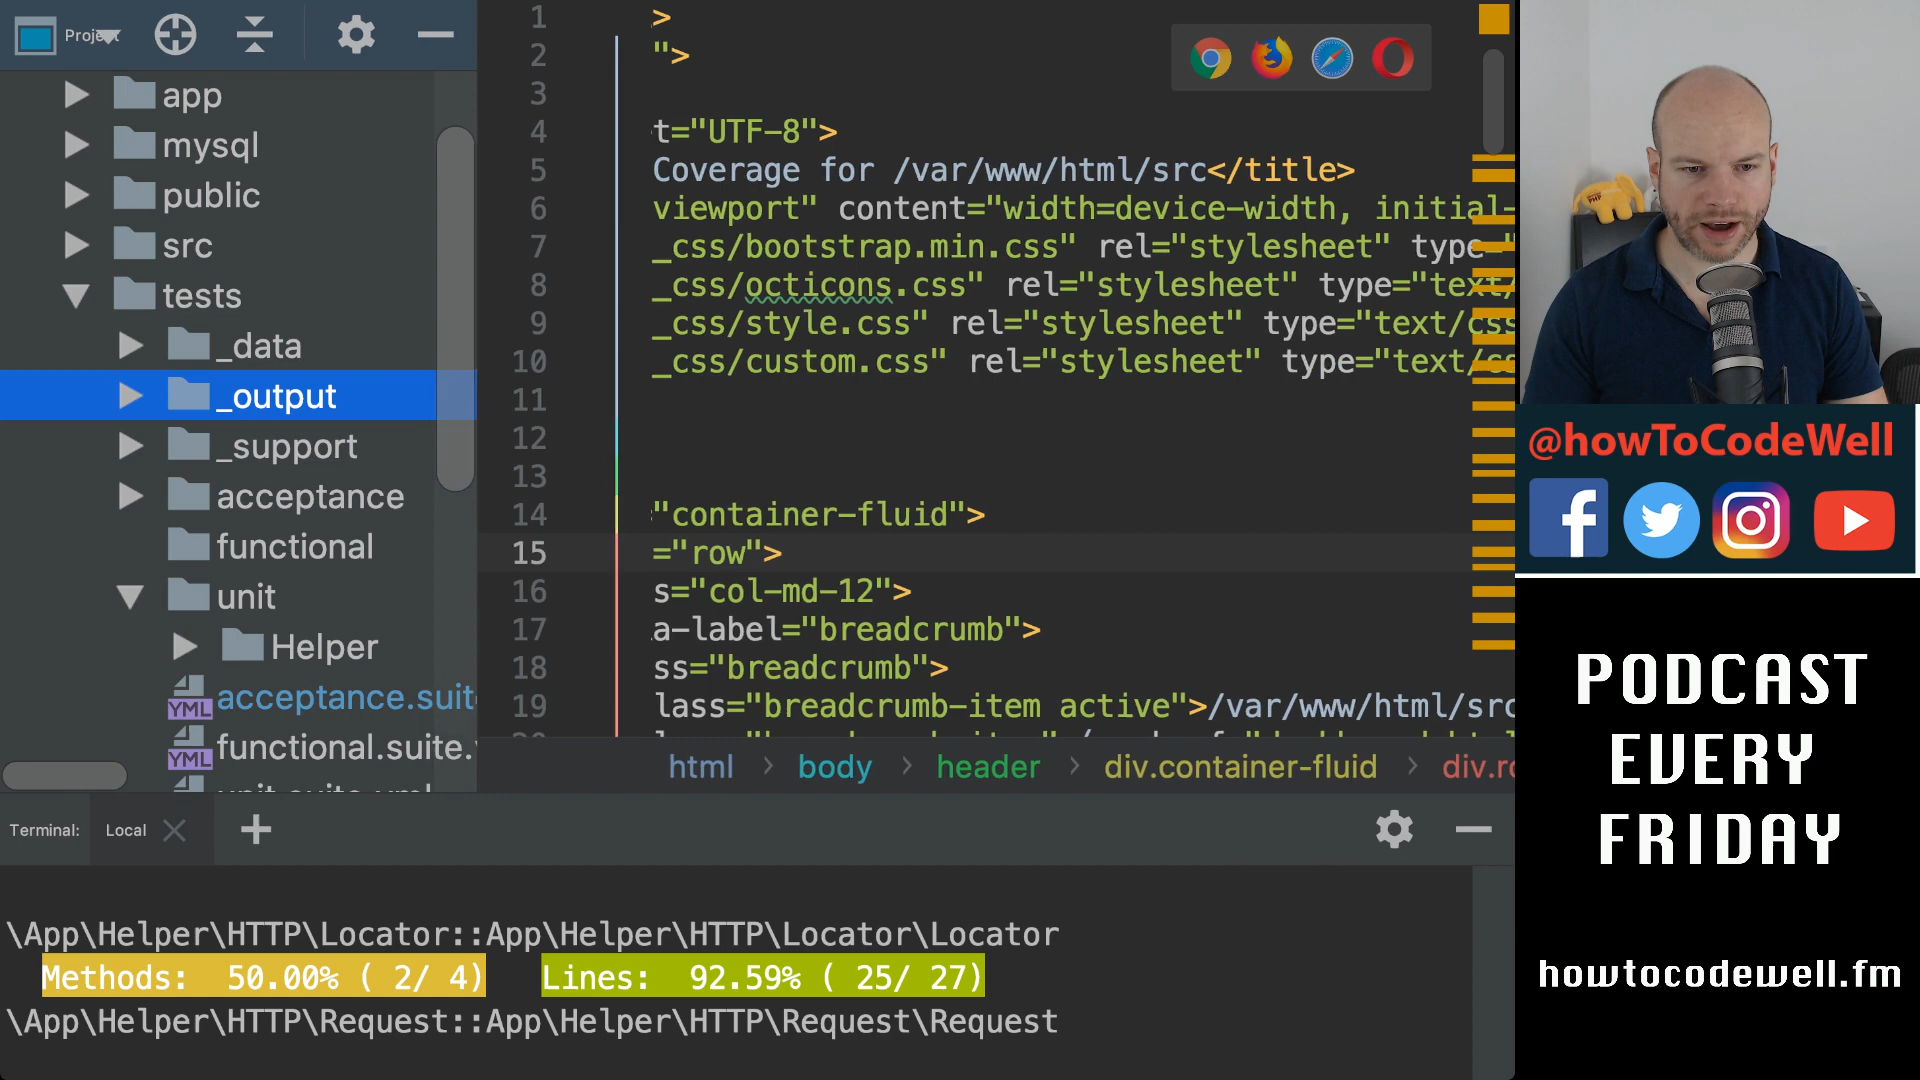 Project
app
mysql
public
src
tests
_data
_output
_support
acceptance
functional
unit
Helper
YML acceptance.suit
YML functional.suite.
1 >
2 ">
3
4 t="UTF-8">
5 Coverage for /var/www/html/src</title>
6 viewport" content="width=device-width, initial-
7 _css/bootstrap.min.css" rel="stylesheet" type="
8 _css/octicons.css" rel="stylesheet" type="text/
9 _css/style.css" rel="stylesheet" type="text/css
10 _css/custom.css" rel="stylesheet" type="text/cs
11
12
13
14 "container-fluid">
15 ="row">
16 s="col-md-12">
17 a-label="breadcrumb">
18 ss="breadcrumb">
19 lass="breadcrumb-item active">/var/www/html/src
html › body › header › div.container-fluid › div.ro
Terminal: Local
\App\Helper\HTTP\Locator::App\Helper\HTTP\Locator\Locator
Methods: 50.00% ( 2/ 4) Lines: 92.59% ( 25/ 27)
\App\Helper\HTTP\Request::App\Helper\HTTP\Request\Request
PHP
@howToCodeWell
PODCAST
EVERY
FRIDAY
howtocodewell.fm